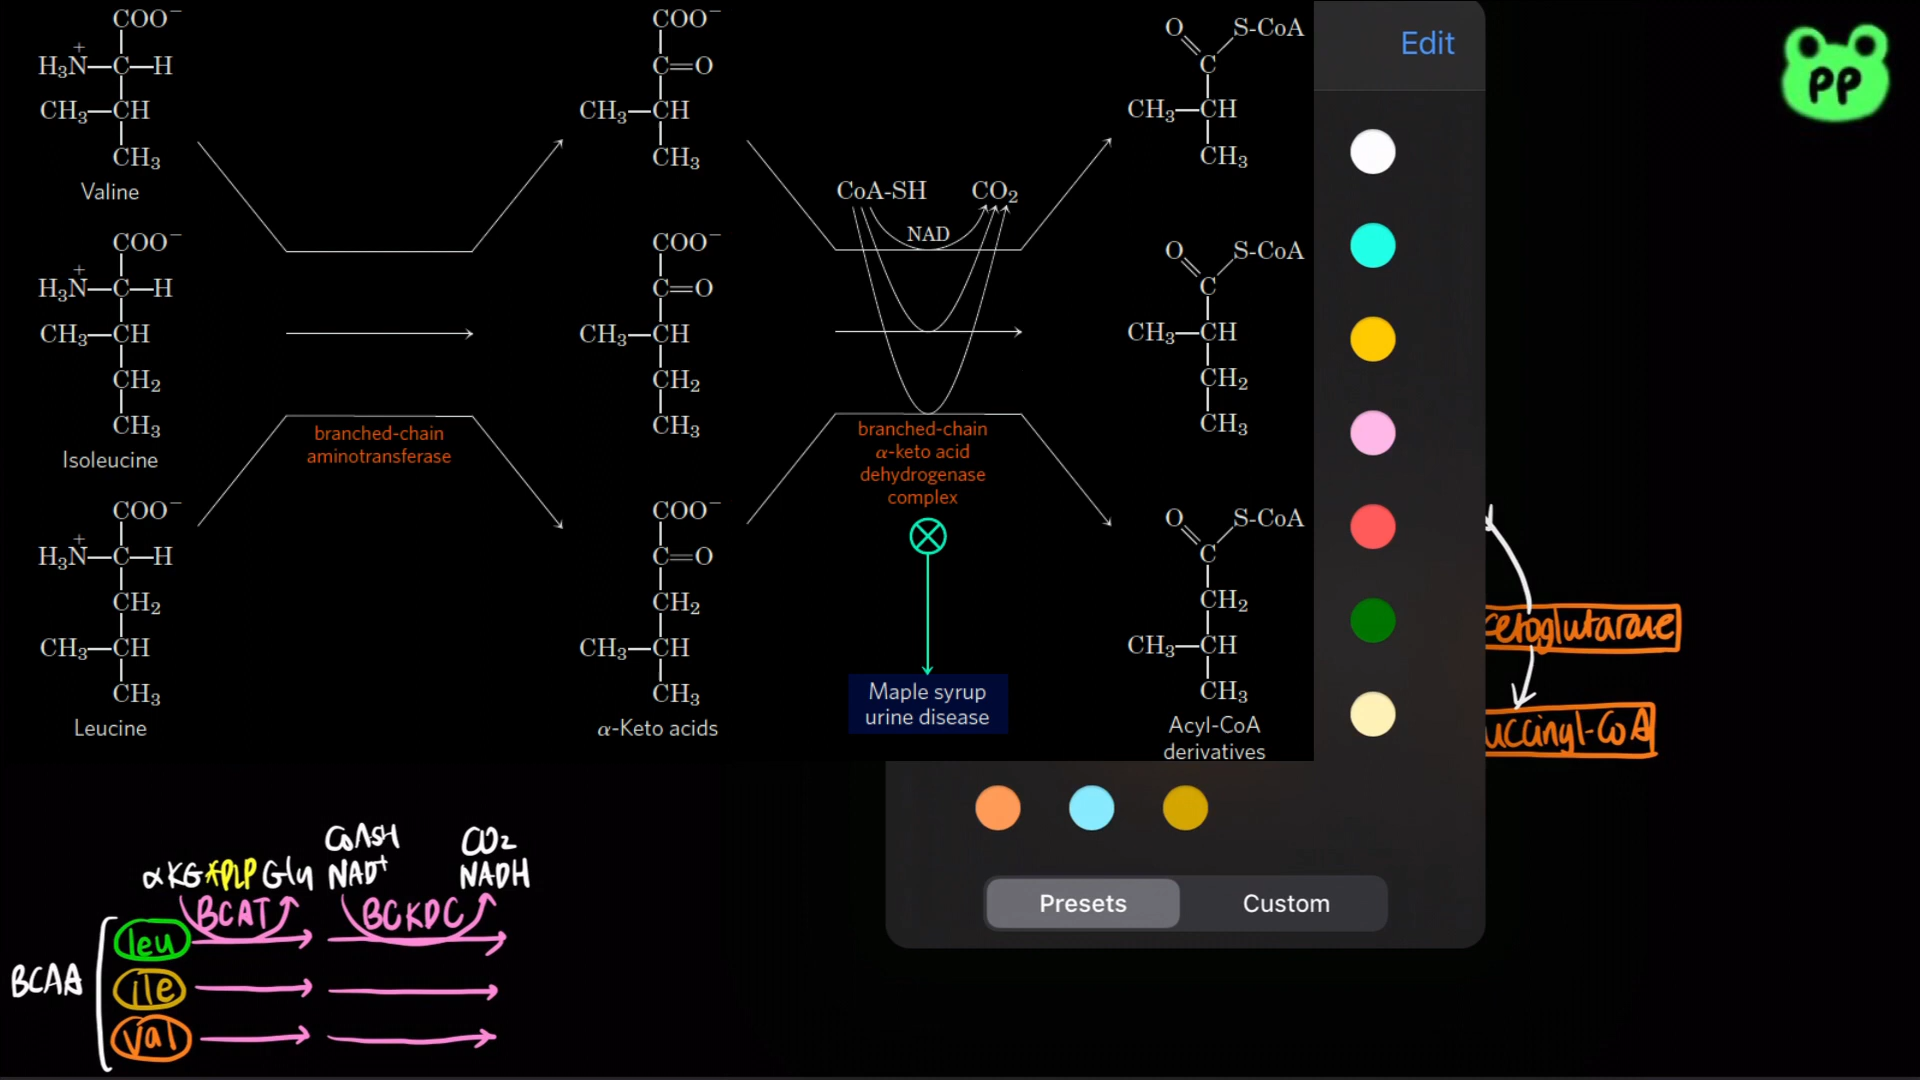 COO⁻
H₃N⁺—C—H
CH₃—CH
CH₃
Valine
COO⁻
H₃N⁺—C—H
CH₃—CH
CH₂
CH₃
Isoleucine
COO⁻
H₃N⁺—C—H
CH₂
CH₃—CH
CH₃
Leucine
branched-chain
aminotransferase
COO⁻
C=O
CH₃—CH
CH₃
COO⁻
C=O
CH₃—CH
CH₂
CH₃
COO⁻
C=O
CH₂
CH₃—CH
CH₃
α-Keto acids
CoA-SH CO₂
NAD
branched-chain
α-keto acid
dehydrogenase
complex
Maple syrup
urine disease
O S-CoA
C
CH₃—CH
CH₃
O S-CoA
C
CH₃—CH
CH₂
CH₃
O S-CoA
C
CH₂
CH₃—CH
CH₃
Acyl-CoA
derivatives
Edit
PP
Presets Custom
uccinyl-CoA
CoASH CO₂
αKG *PLP Glu NAD⁺ NADH
BCAT BCKDC
BCAA
leu
ile
val